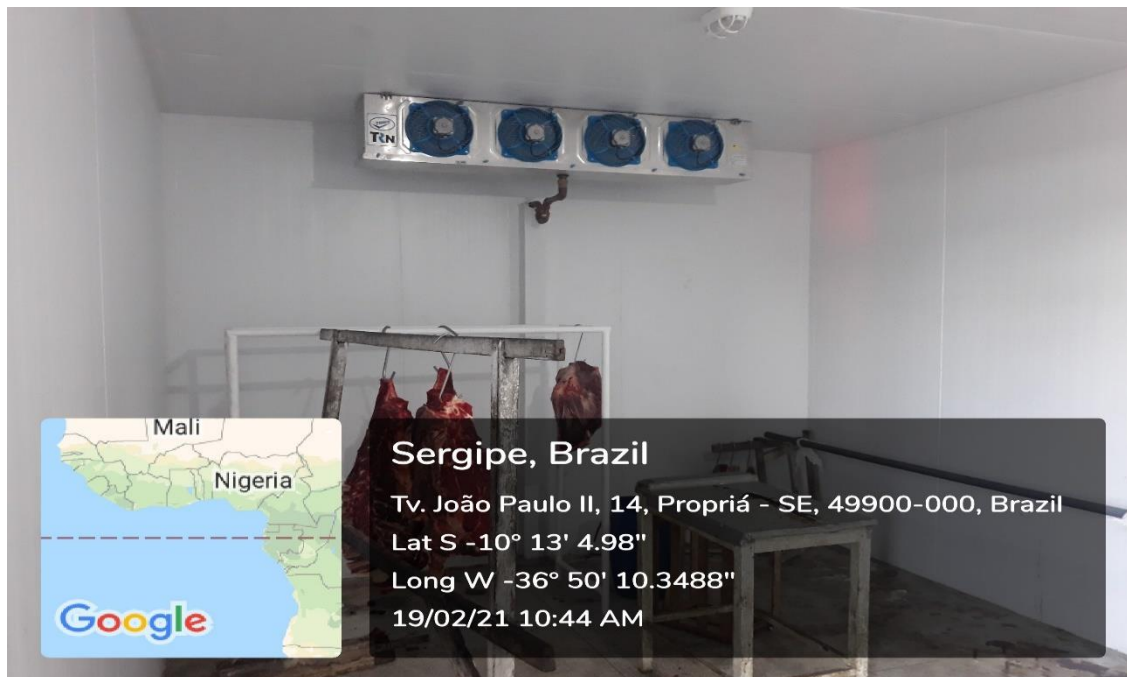 TRN
Mali
Nigeria
Google
Sergipe, Brazil
Tv. João Paulo II, 14, Propriá - SE, 49900-000, Brazil
Lat S -10° 13' 4.98"
Long W -36° 50' 10.3488"
19/02/21 10:44 AM